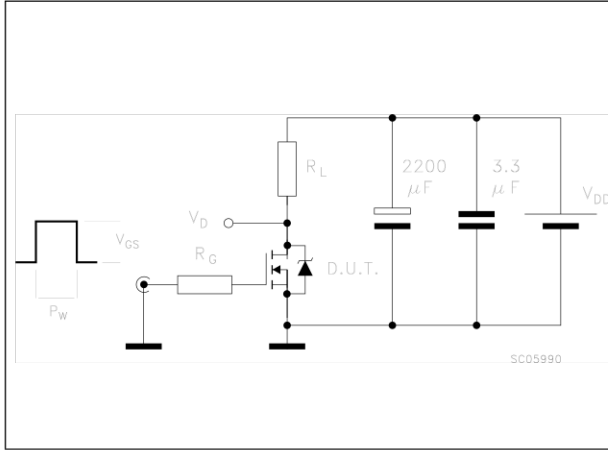 2200
μF
3.3
μF
R_L
V_DD
V_D
V_GS
R_G
D.U.T.
P_W
SC05990